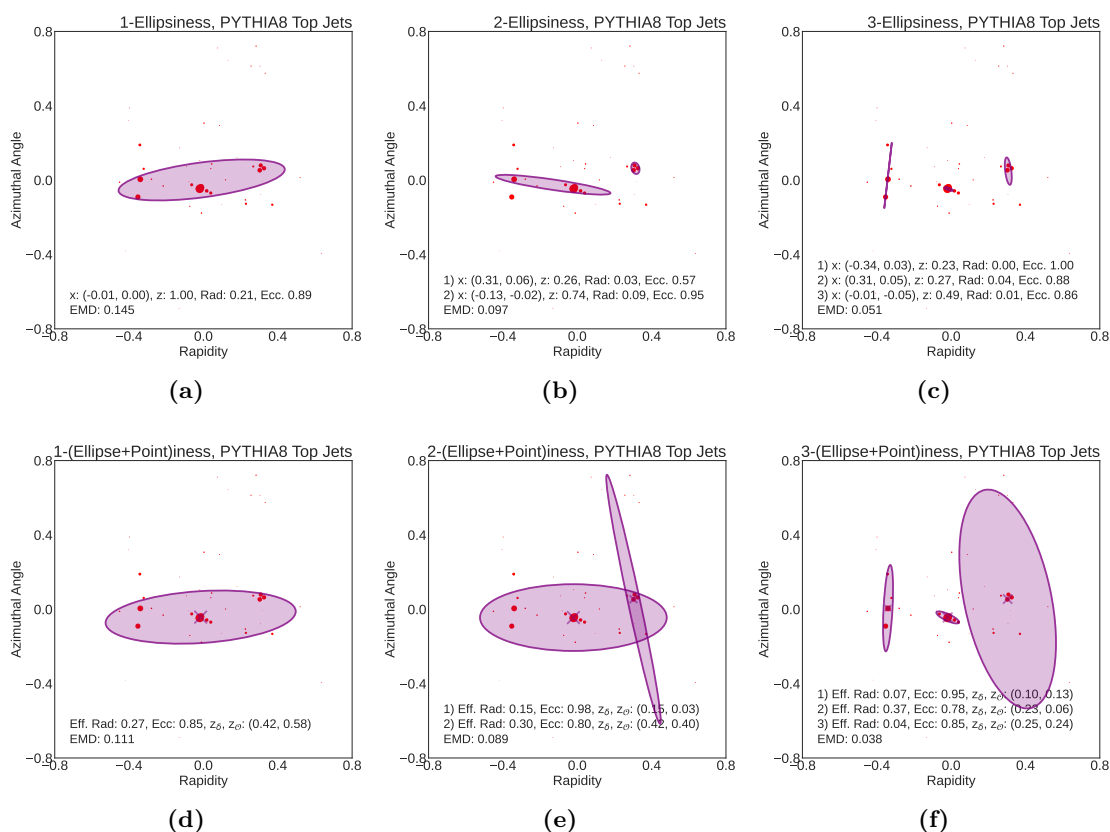 1-Ellipsiness, PYTHIA8 Top Jets
0.8
0.4
0.0
−0.4
−0.8
Azimuthal Angle
x: (-0.01, 0.00), z: 1.00, Rad: 0.21, Ecc. 0.89
EMD: 0.145
−0.8 −0.4 0.0 0.4 0.8
Rapidity
(a)
2-Ellipsiness, PYTHIA8 Top Jets
0.8
0.4
0.0
−0.4
−0.8
Azimuthal Angle
1) x: (0.31, 0.06), z: 0.26, Rad: 0.03, Ecc. 0.57
2) x: (-0.13, -0.02), z: 0.74, Rad: 0.09, Ecc. 0.95
EMD: 0.097
−0.8 −0.4 0.0 0.4 0.8
Rapidity
(b)
3-Ellipsiness, PYTHIA8 Top Jets
0.8
0.4
0.0
−0.4
−0.8
Azimuthal Angle
1) x: (-0.34, 0.03), z: 0.23, Rad: 0.00, Ecc. 1.00
2) x: (0.31, 0.05), z: 0.27, Rad: 0.04, Ecc. 0.88
3) x: (-0.01, -0.05), z: 0.49, Rad: 0.01, Ecc. 0.86
EMD: 0.051
−0.8 −0.4 0.0 0.4 0.8
Rapidity
(c)
1-(Ellipse+Point)iness, PYTHIA8 Top Jets
0.8
0.4
0.0
−0.4
−0.8
Azimuthal Angle
Eff. Rad: 0.27, Ecc: 0.85, z_δ, z_𝒪: (0.42, 0.58)
EMD: 0.111
−0.8 −0.4 0.0 0.4 0.8
Rapidity
(d)
2-(Ellipse+Point)iness, PYTHIA8 Top Jets
0.8
0.4
0.0
−0.4
−0.8
Azimuthal Angle
1) Eff. Rad: 0.15, Ecc: 0.98, z_δ, z_𝒪: (0.15, 0.03)
2) Eff. Rad: 0.30, Ecc: 0.80, z_δ, z_𝒪: (0.42, 0.40)
EMD: 0.089
−0.8 −0.4 0.0 0.4 0.8
Rapidity
(e)
3-(Ellipse+Point)iness, PYTHIA8 Top Jets
0.8
0.4
0.0
−0.4
−0.8
Azimuthal Angle
1) Eff. Rad: 0.07, Ecc: 0.95, z_δ, z_𝒪: (0.10, 0.13)
2) Eff. Rad: 0.37, Ecc: 0.78, z_δ, z_𝒪: (0.23, 0.06)
3) Eff. Rad: 0.04, Ecc: 0.85, z_δ, z_𝒪: (0.25, 0.24)
EMD: 0.038
−0.8 −0.4 0.0 0.4 0.8
Rapidity
(f)